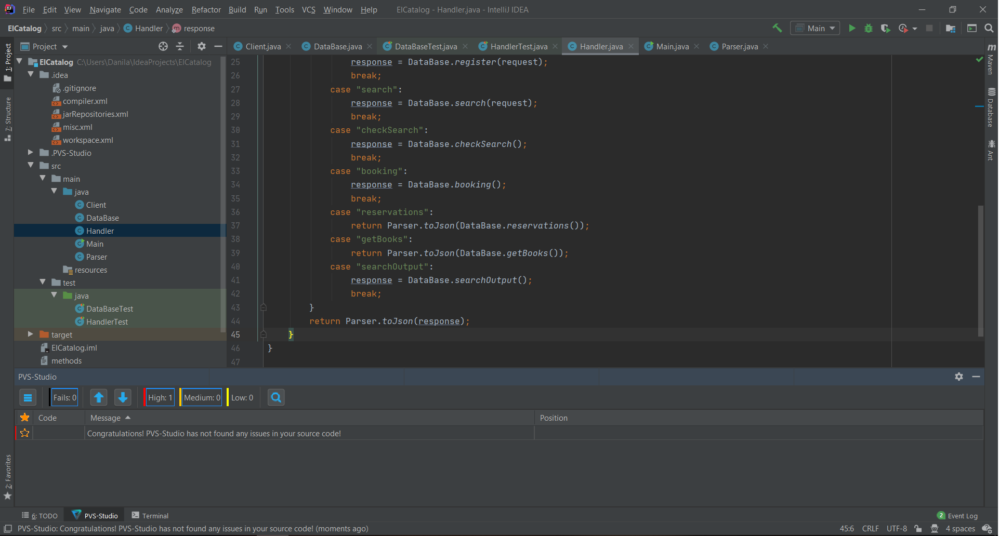 File Edit View Navigate Code Analyze Refactor Build Run Tools VCS Window Help ElCatalog - Handler.java - IntelliJ IDEA
ElCatalog src main java Handler response Main
1: Project
7: Structure
2: Favorites
Project
ElCatalog C:\Users\Danila\IdeaProjects\ElCatalog
.idea
.gitignore
compiler.xml
jarRepositories.xml
misc.xml
workspace.xml
.PVS-Studio
src
main
java
Client
DataBase
Handler
Main
Parser
resources
test
java
DataBaseTest
HandlerTest
target
ElCatalog.iml
methods
Client.java DataBase.java DataBaseTest.java HandlerTest.java Handler.java Main.java Parser.java
25 response = DataBase.register(request);
26 break;
27 case "search":
28 response = DataBase.search(request);
29 break;
30 case "checkSearch":
31 response = DataBase.checkSearch();
32 break;
33 case "booking":
34 response = DataBase.booking();
35 break;
36 case "reservations":
37 return Parser.toJson(DataBase.reservations());
38 case "getBooks":
39 return Parser.toJson(DataBase.getBooks());
40 case "searchOutput":
41 response = DataBase.searchOutput();
42 break;
43 }
44 return Parser.toJson(response);
45 }
46 }
47
Maven
Database
Ant
PVS-Studio
Fails: 0 High: 1 Medium: 0 Low: 0
Code Message Position
Congratulations! PVS-Studio has not found any issues in your source code!
6: TODO PVS-Studio Terminal 2 Event Log
PVS-Studio: Congratulations! PVS-Studio has not found any issues in your source code! (moments ago) 45:6 CRLF UTF-8 4 spaces